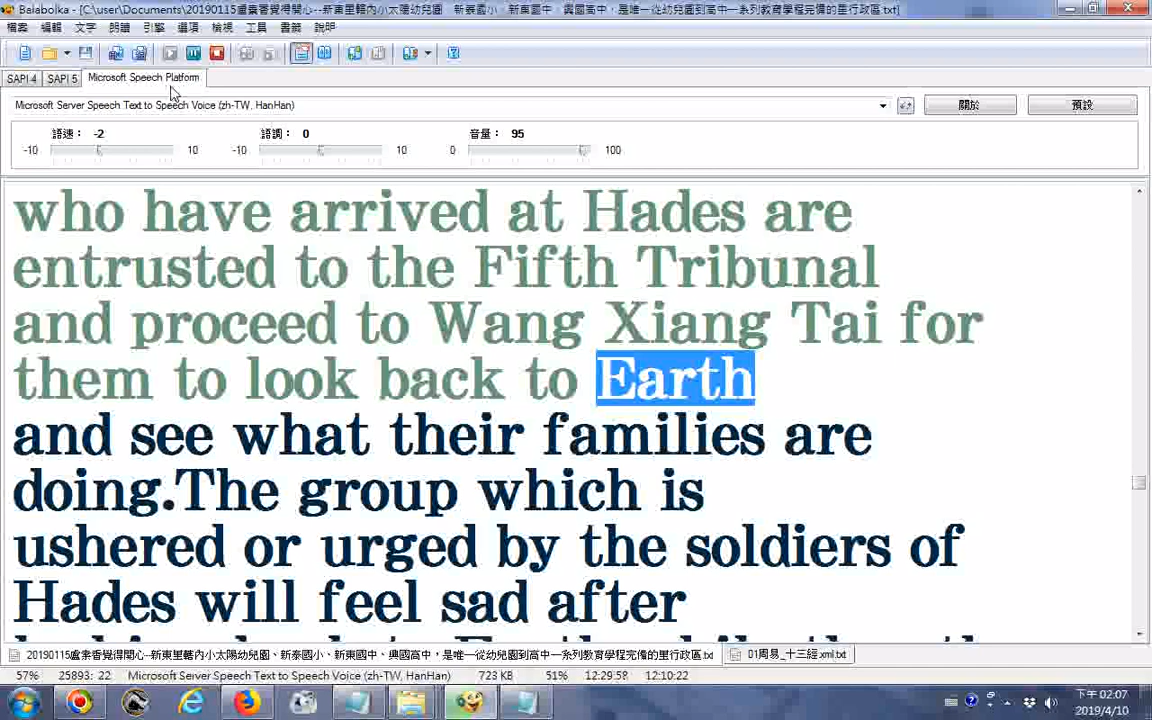 Balabolka - [C:\user\Documents\20190115盧素香覺得開心--新東里轄內小太陽幼兒園　新泰國小、新東國中、興國高中，是唯一從幼兒園到高中一系列教育學程完備的里行政區.txt]
檔案 編輯 文字 朗讀 引擎 選項 檢視 工具 書籤 說明
SAPI 4 SAPI 5 Microsoft Speech Platform
Microsoft Server Speech Text to Speech Voice (zh-TW, HanHan) 關於 預設
語速： -2 語調： 0 音量： 95
-10 10 -10 10 0 100
who have arrived at Hades are
entrusted to the Fifth Tribunal
and proceed to Wang Xiang Tai for
them to look back to Earth
and see what their families are
doing.The group which is
ushered or urged by the soldiers of
Hades will feel sad after
20190115盧素香覺得開心--新東里轄內小太陽幼兒園、新泰國小、新東國中、興國高中，是唯一從幼兒園到高中一系列教育學程完備的里行政區.txt 01周易_十三經.xml.txt
57% 25893: 22 Microsoft Server Speech Text to Speech Voice (zh-TW, HanHan) 723 KB 51% 12:29:58 12:10:22
下午 02:07
2019/4/10